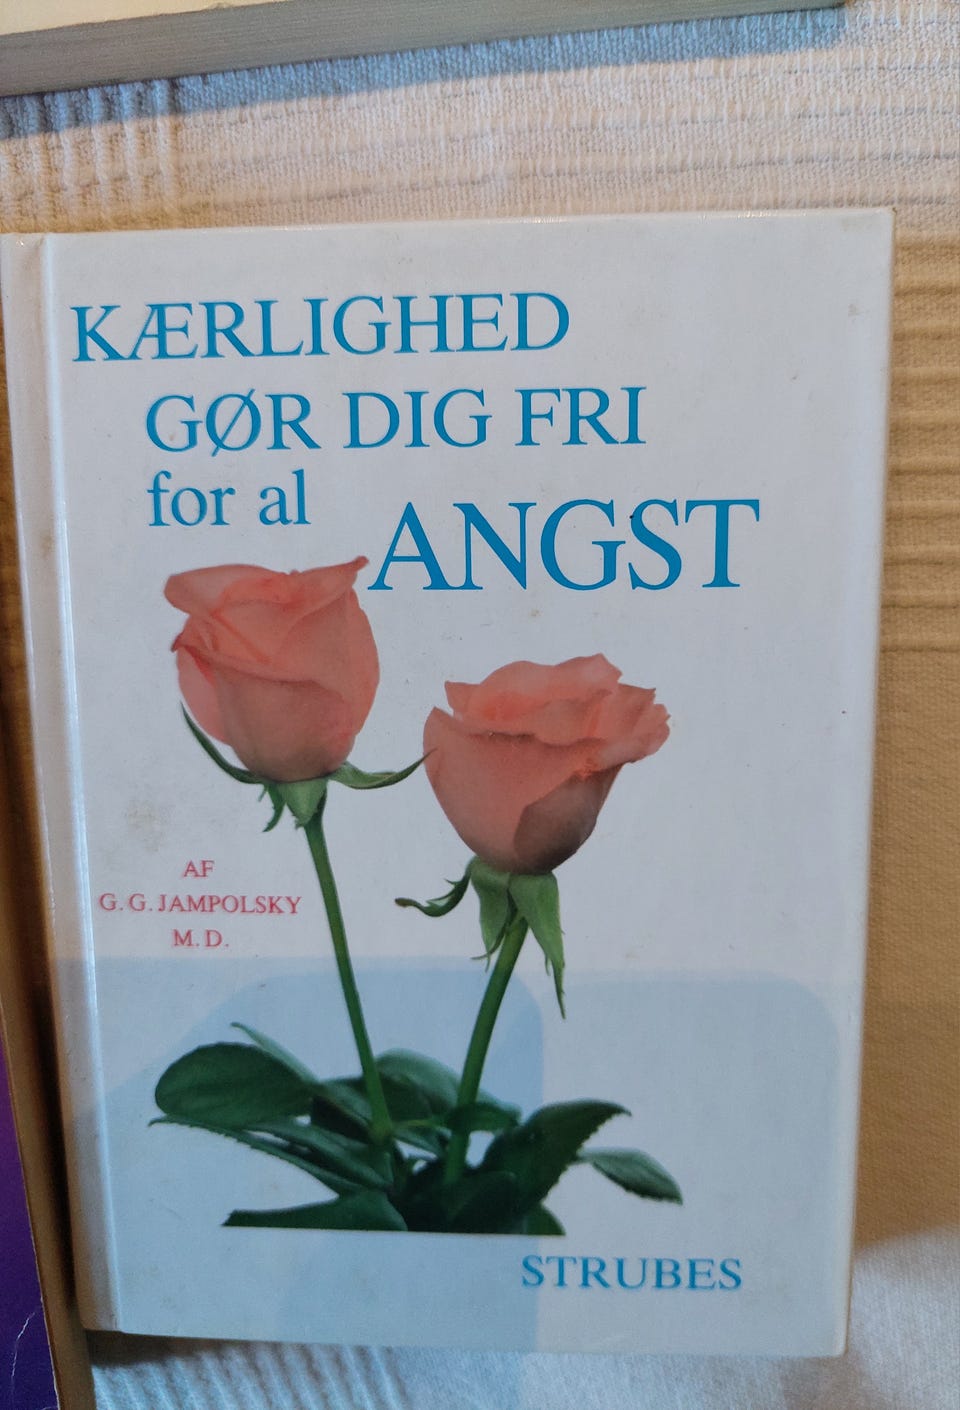 KÆRLIGHED
GØR DIG FRI
for al ANGST
AF
G. G. JAMPOLSKY
M. D.
STRUBES